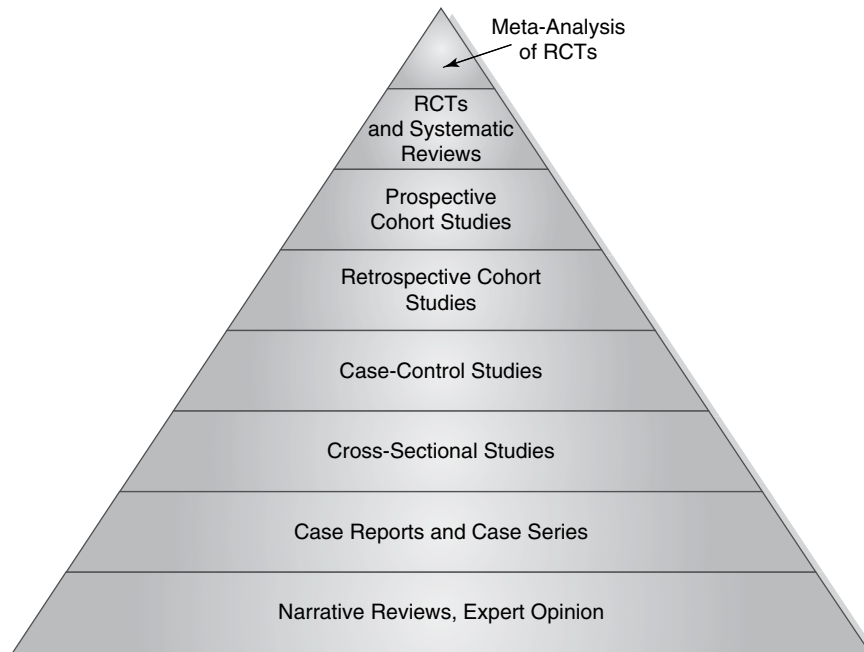 Meta-Analysis
of RCTs
RCTs
and Systematic
Reviews
Prospective
Cohort Studies
Retrospective Cohort
Studies
Case-Control Studies
Cross-Sectional Studies
Case Reports and Case Series
Narrative Reviews, Expert Opinion